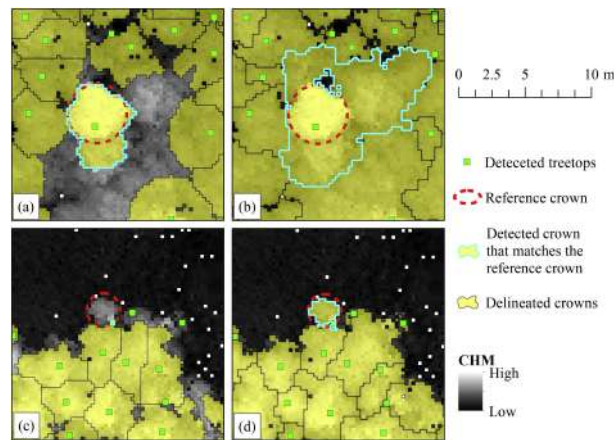 (a)
(b)
0 2.5 5 10 m
Deteceted treetops
Reference crown
Detected crown
that matches the
reference crown
Delineated crowns
CHM
High
Low
(c)
(d)